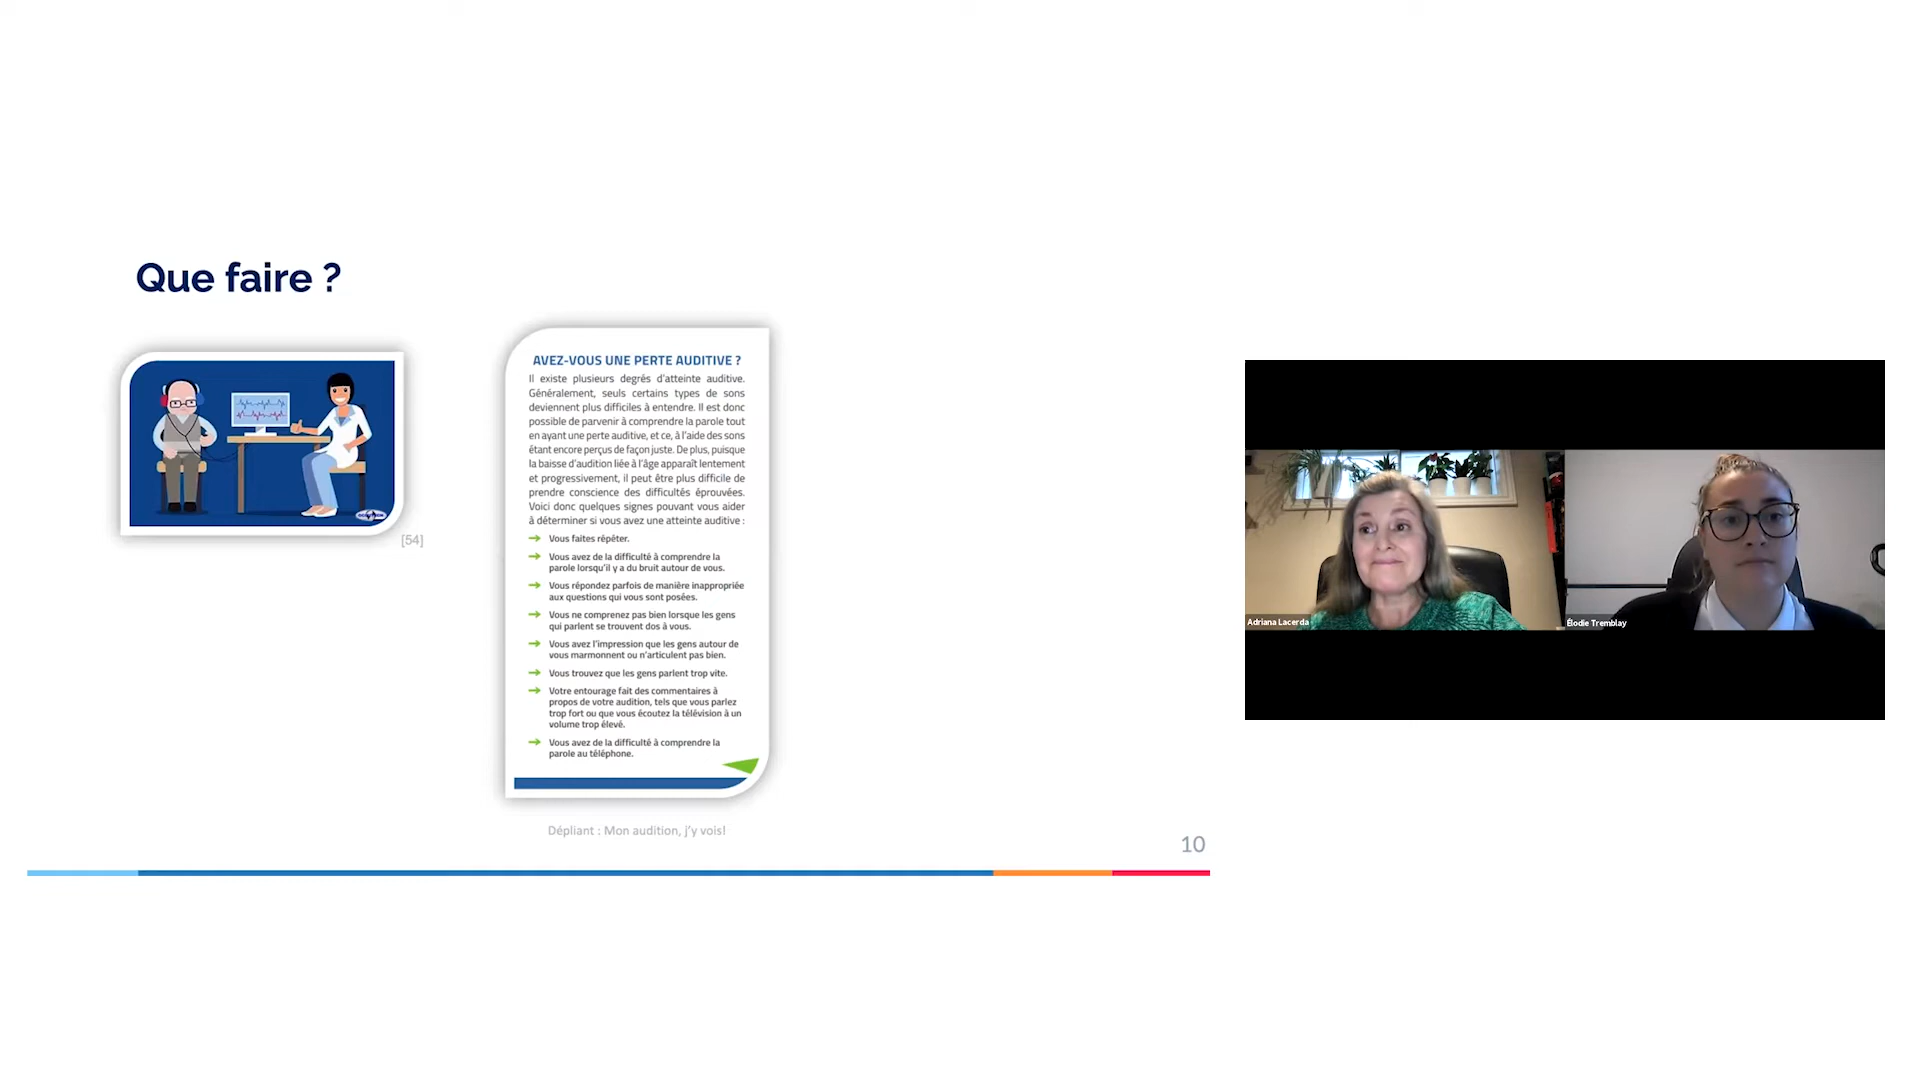 Que faire ?
[54]
AVEZ-VOUS UNE PERTE AUDITIVE ?
Il existe plusieurs degrés d'atteinte auditive.
Généralement, seuls certains types de sons
deviennent plus difficiles à entendre. Il est donc
possible de parvenir à comprendre la parole tout
en ayant une perte auditive, et ce, à l'aide des sons
étant encore perçus de façon juste. De plus, puisque
la baisse d'audition liée à l'âge apparaît lentement
et progressivement, il peut être plus difficile de
prendre conscience des difficultés éprouvées.
Voici donc quelques signes pouvant vous aider
à déterminer si vous avez une atteinte auditive :
Vous faites répéter.
Vous avez de la difficulté à comprendre la
parole lorsqu'il y a du bruit autour de vous.
Vous répondez parfois de manière inappropriée
aux questions qui vous sont posées.
Vous ne comprenez pas bien lorsque les gens
qui parlent se trouvent dos à vous.
Vous avez l'impression que les gens autour de
vous marmonnent ou n'articulent pas bien.
Vous trouvez que les gens parlent trop vite.
Votre entourage fait des commentaires à
propos de votre audition, tels que vous parlez
trop fort ou que vous écoutez la télévision à un
volume trop élevé.
Vous avez de la difficulté à comprendre la
parole au téléphone.
Dépliant : Mon audition, j'y vois!
10
Adriana Lacerda
Élodie Tremblay